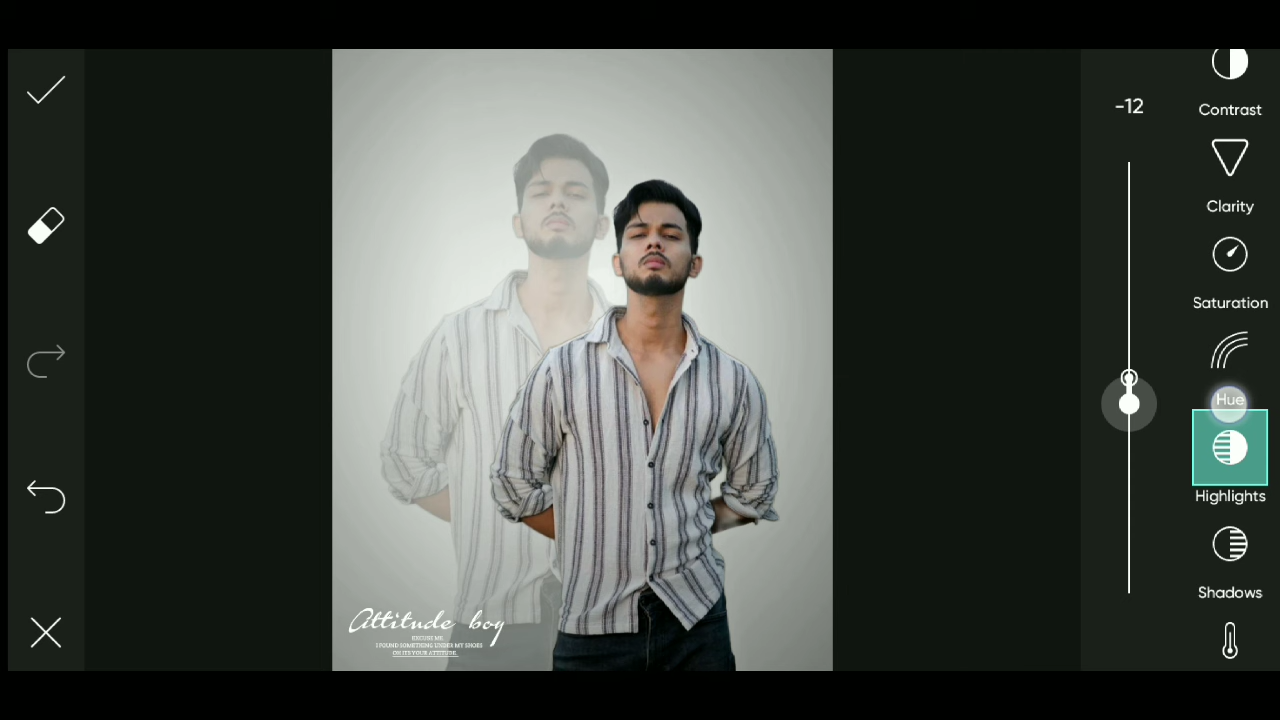 -12
Contrast
Clarity
Saturation
Hue
Highlights
Shadows
Attitude boy
EXCUSE ME.
I FOUND SOMETHING UNDER MY SHOES
OH ITS YOUR ATTITUDE.